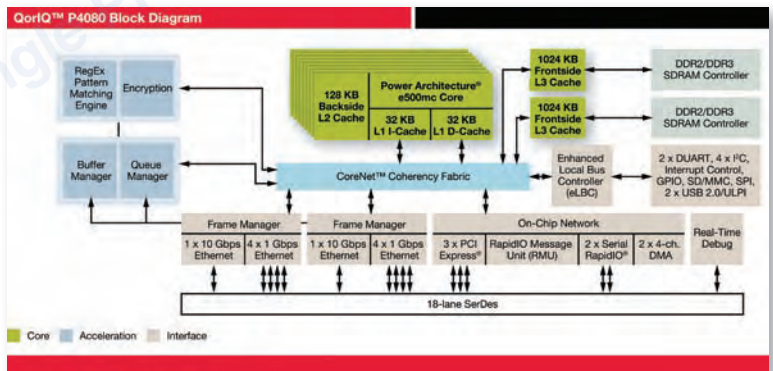 QorIQ™ P4080 Block Diagram
RegEx
Pattern
Matching
Engine
Encryption
Buffer
Manager
Queue
Manager
128 KB
Backside
L2 Cache
Power Architecture®
e500mc Core
32 KB
L1 I-Cache
32 KB
L1 D-Cache
1024 KB
Frontside
L3 Cache
DDR2/DDR3
SDRAM Controller
1024 KB
Frontside
L3 Cache
DDR2/DDR3
SDRAM Controller
CoreNet™ Coherency Fabric
Enhanced
Local Bus
Controller
(eLBC)
2 x DUART, 4 x I²C,
Interrupt Control,
GPIO, SD/MMC, SPI,
2 x USB 2.0/ULPI
Frame Manager
1 x 10 Gbps
Ethernet
4 x 1 Gbps
Ethernet
Frame Manager
1 x 10 Gbps
Ethernet
4 x 1 Gbps
Ethernet
On-Chip Network
3 x PCI
Express®
RapidIO Message
Unit (RMU)
2 x Serial
RapidIO®
2 x 4-ch.
DMA
Real-Time
Debug
18-lane SerDes
Core
Acceleration
Interface